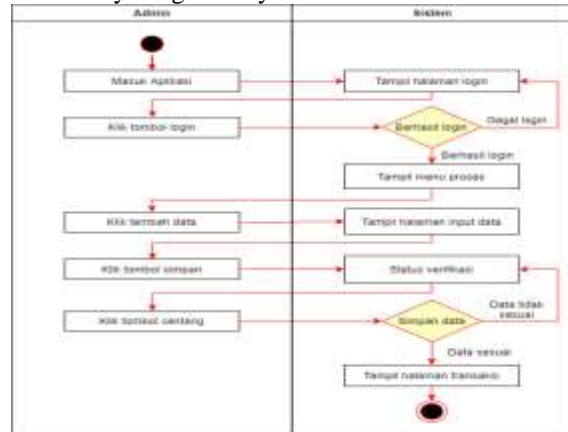 Admin
Sistem
Masuk Aplikasi
Tampil halaman login
Klik tombol login
Berhasil login
Gagal login
Berhasil login
Tampil menu proses
Klik tambah data
Tampil halaman input data
Klik tombol simpan
Status verifikasi
Klik tombol centang
Simpan data
Data tidak
sesuai
Data sesuai
Tampil halaman transaksi